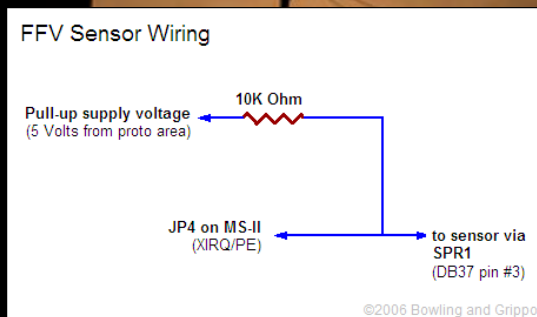 FFV Sensor Wiring
10K Ohm
Pull-up supply voltage
(5 Volts from proto area)
JP4 on MS-II
(XIRQ/PE)
to sensor via
SPR1
(DB37 pin #3)
©2006 Bowling and Grippo